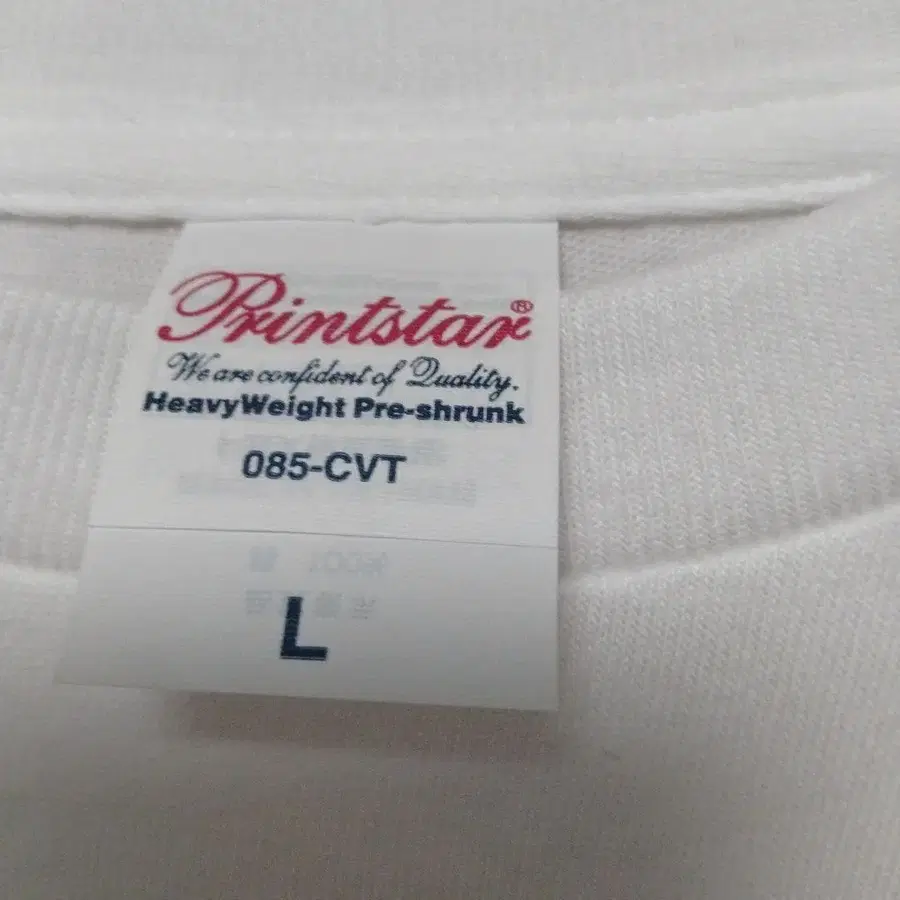 Printstar®
We are confident of Quality.
HeavyWeight Pre-shrunk
085-CVT
L